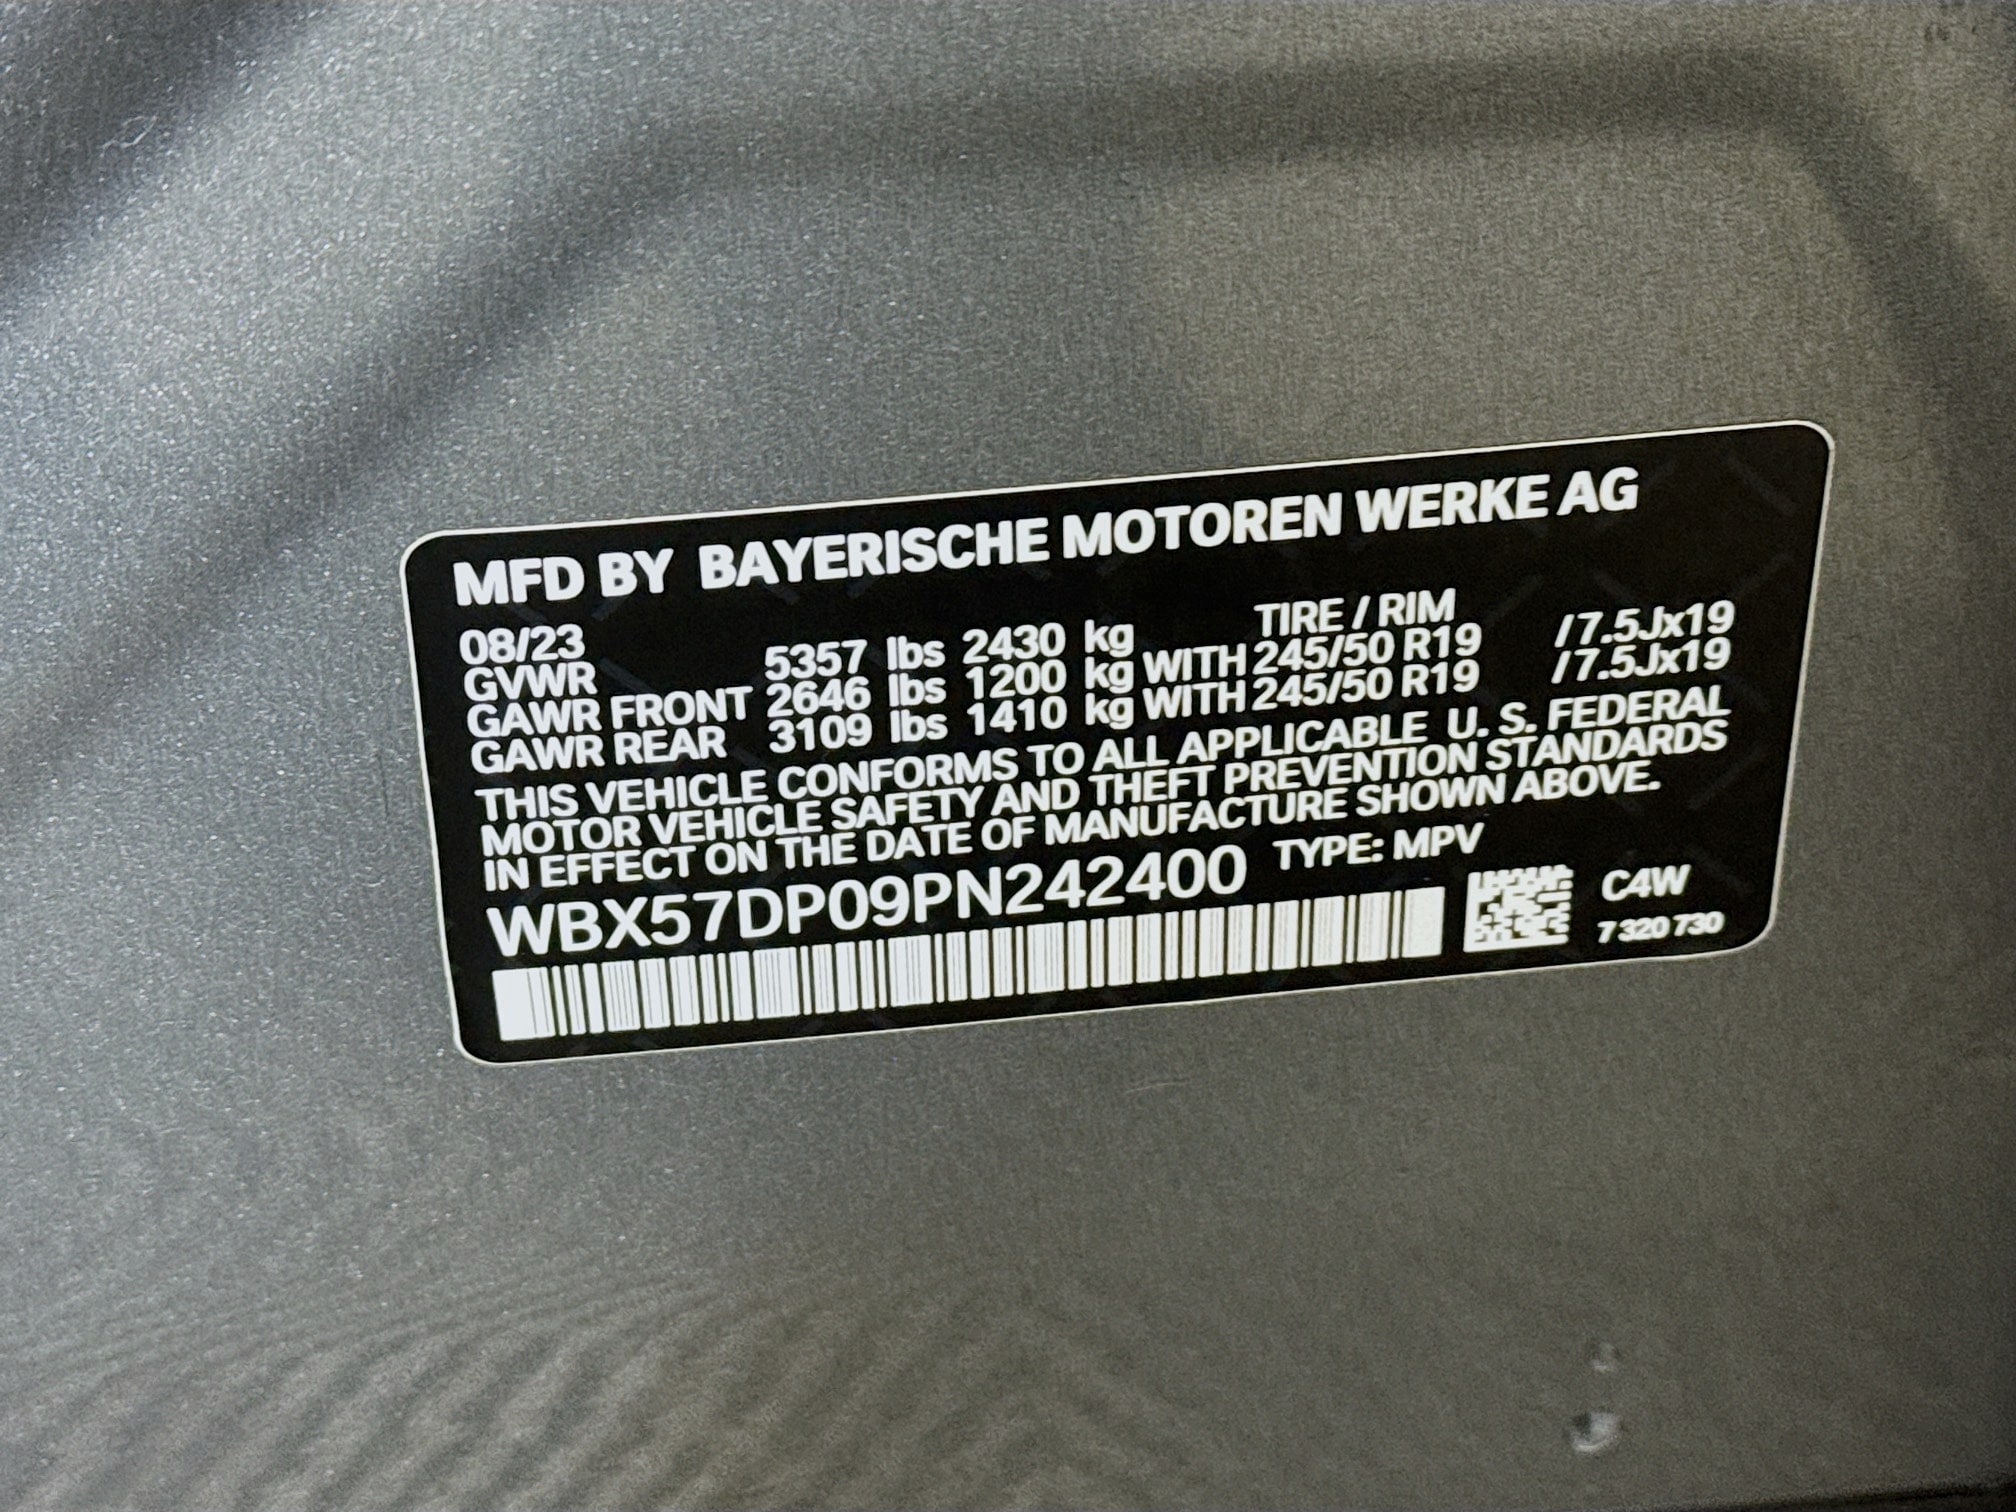 MFD BY BAYERISCHE MOTOREN WERKE AG
08/23 TIRE / RIM
GVWR 5357 lbs 2430 kg
GAWR FRONT 2646 lbs 1200 kg WITH 245/50 R19 /7.5Jx19
GAWR REAR 3109 lbs 1410 kg WITH 245/50 R19 /7.5Jx19
THIS VEHICLE CONFORMS TO ALL APPLICABLE U. S. FEDERAL
MOTOR VEHICLE SAFETY AND THEFT PREVENTION STANDARDS
IN EFFECT ON THE DATE OF MANUFACTURE SHOWN ABOVE.
WBX57DP09PN242400 TYPE: MPV
C4W
7 320 730